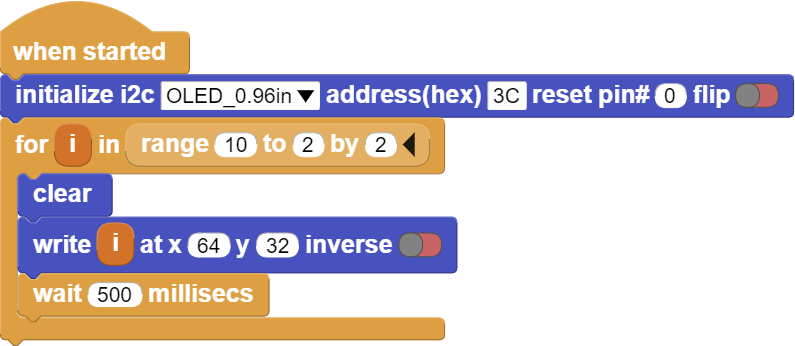 when started
initialize i2c OLED_0.96in address(hex) 3C reset pin# 0 flip
for i in range 10 to 2 by 2
clear
write i at x 64 y 32 inverse
wait 500 millisecs